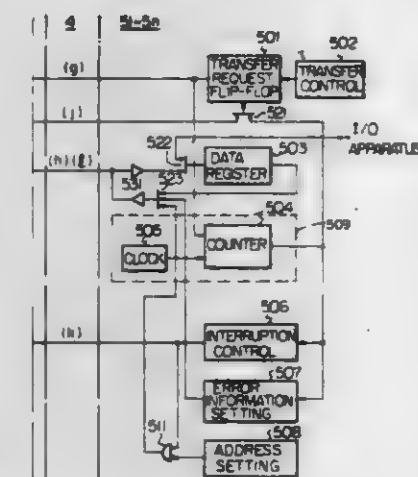 4 51-5n
501
502
(g)
TRANSFER
REQUEST
FLIP-FLOP
TRANSFER
CONTROL
(j)
521
I/O
APPARATUS
522
503
(h)(ℓ)
DATA
REGISTER
531
523
504
509
505
COUNTER
CLOCK
506
(k)
INTERRUPTION
CONTROL
507
ERROR
INFORMATION
SETTING
508
511
ADDRESS
SETTING